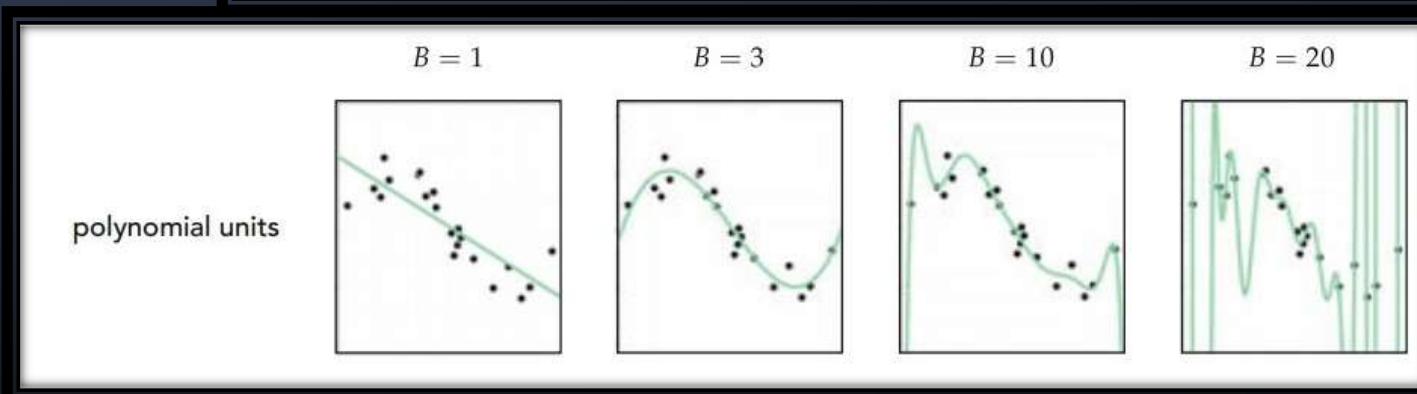 B = 1
B = 3
B = 10
B = 20
polynomial units